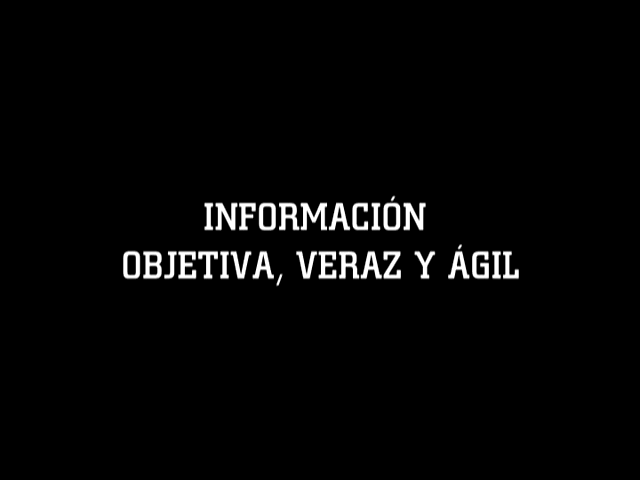 INFORMACIÓN
OBJETIVA, VERAZ Y ÁGIL